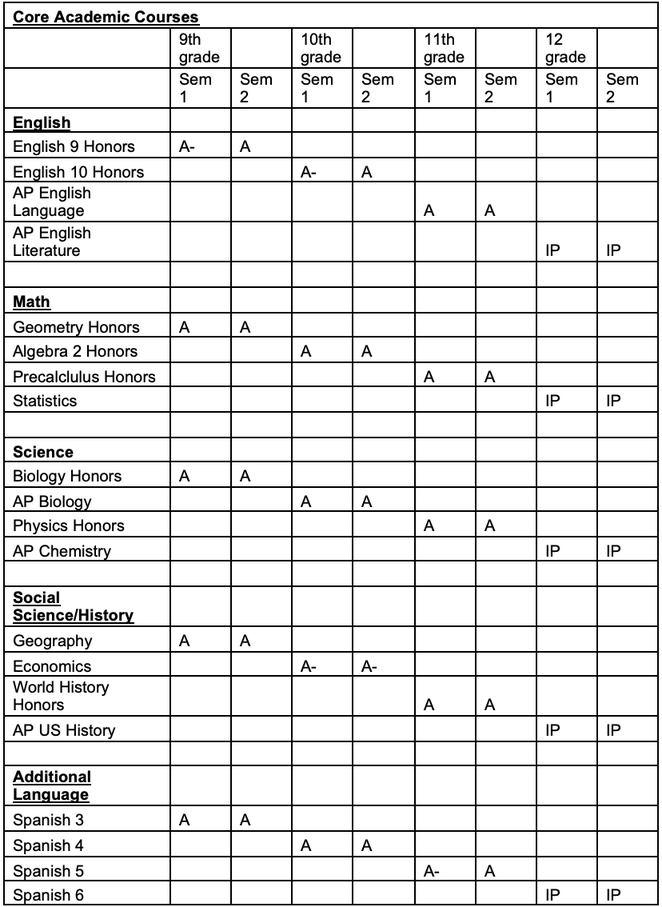 Core Academic Courses
9th grade 10th grade 11th grade 12 grade
Sem 1 Sem 2 Sem 1 Sem 2 Sem 1 Sem 2 Sem 1 Sem 2
English
English 9 Honors A- A
English 10 Honors A- A
AP English
Language A A
AP English
Literature IP IP
Math
Geometry Honors A A
Algebra 2 Honors A A
Precalclulus Honors A A
Statistics IP IP
Science
Biology Honors A A
AP Biology A A
Physics Honors A A
AP Chemistry IP IP
Social
Science/History
Geography A A
Economics A- A-
World History
Honors A A
AP US History IP IP
Additional
Language
Spanish 3 A A
Spanish 4 A A
Spanish 5 A- A
Spanish 6 IP IP